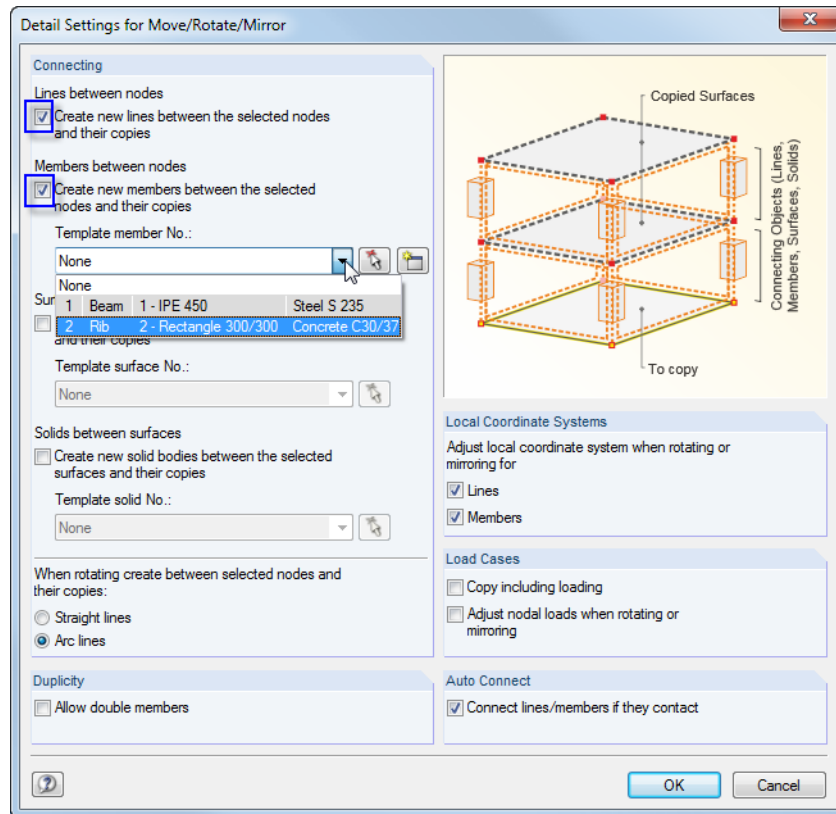 Detail Settings for Move/Rotate/Mirror
Connecting
Lines between nodes
Create new lines between the selected nodes
and their copies
Members between nodes
Create new members between the selected
nodes and their copies
Template member No.:
None
None
1 Beam 1 - IPE 450 Steel S 235
2 Rib 2 - Rectangle 300/300 Concrete C30/37
Sur
and their copies
Template surface No.:
None
Solids between surfaces
Create new solid bodies between the selected
surfaces and their copies
Template solid No.:
None
When rotating create between selected nodes and
their copies:
Straight lines
Arc lines
Duplicity
Allow double members
Copied Surfaces
Connecting Objects (Lines,
Members, Surfaces, Solids)
To copy
Local Coordinate Systems
Adjust local coordinate system when rotating or
mirroring for
Lines
Members
Load Cases
Copy including loading
Adjust nodal loads when rotating or
mirroring
Auto Connect
Connect lines/members if they contact
OK
Cancel